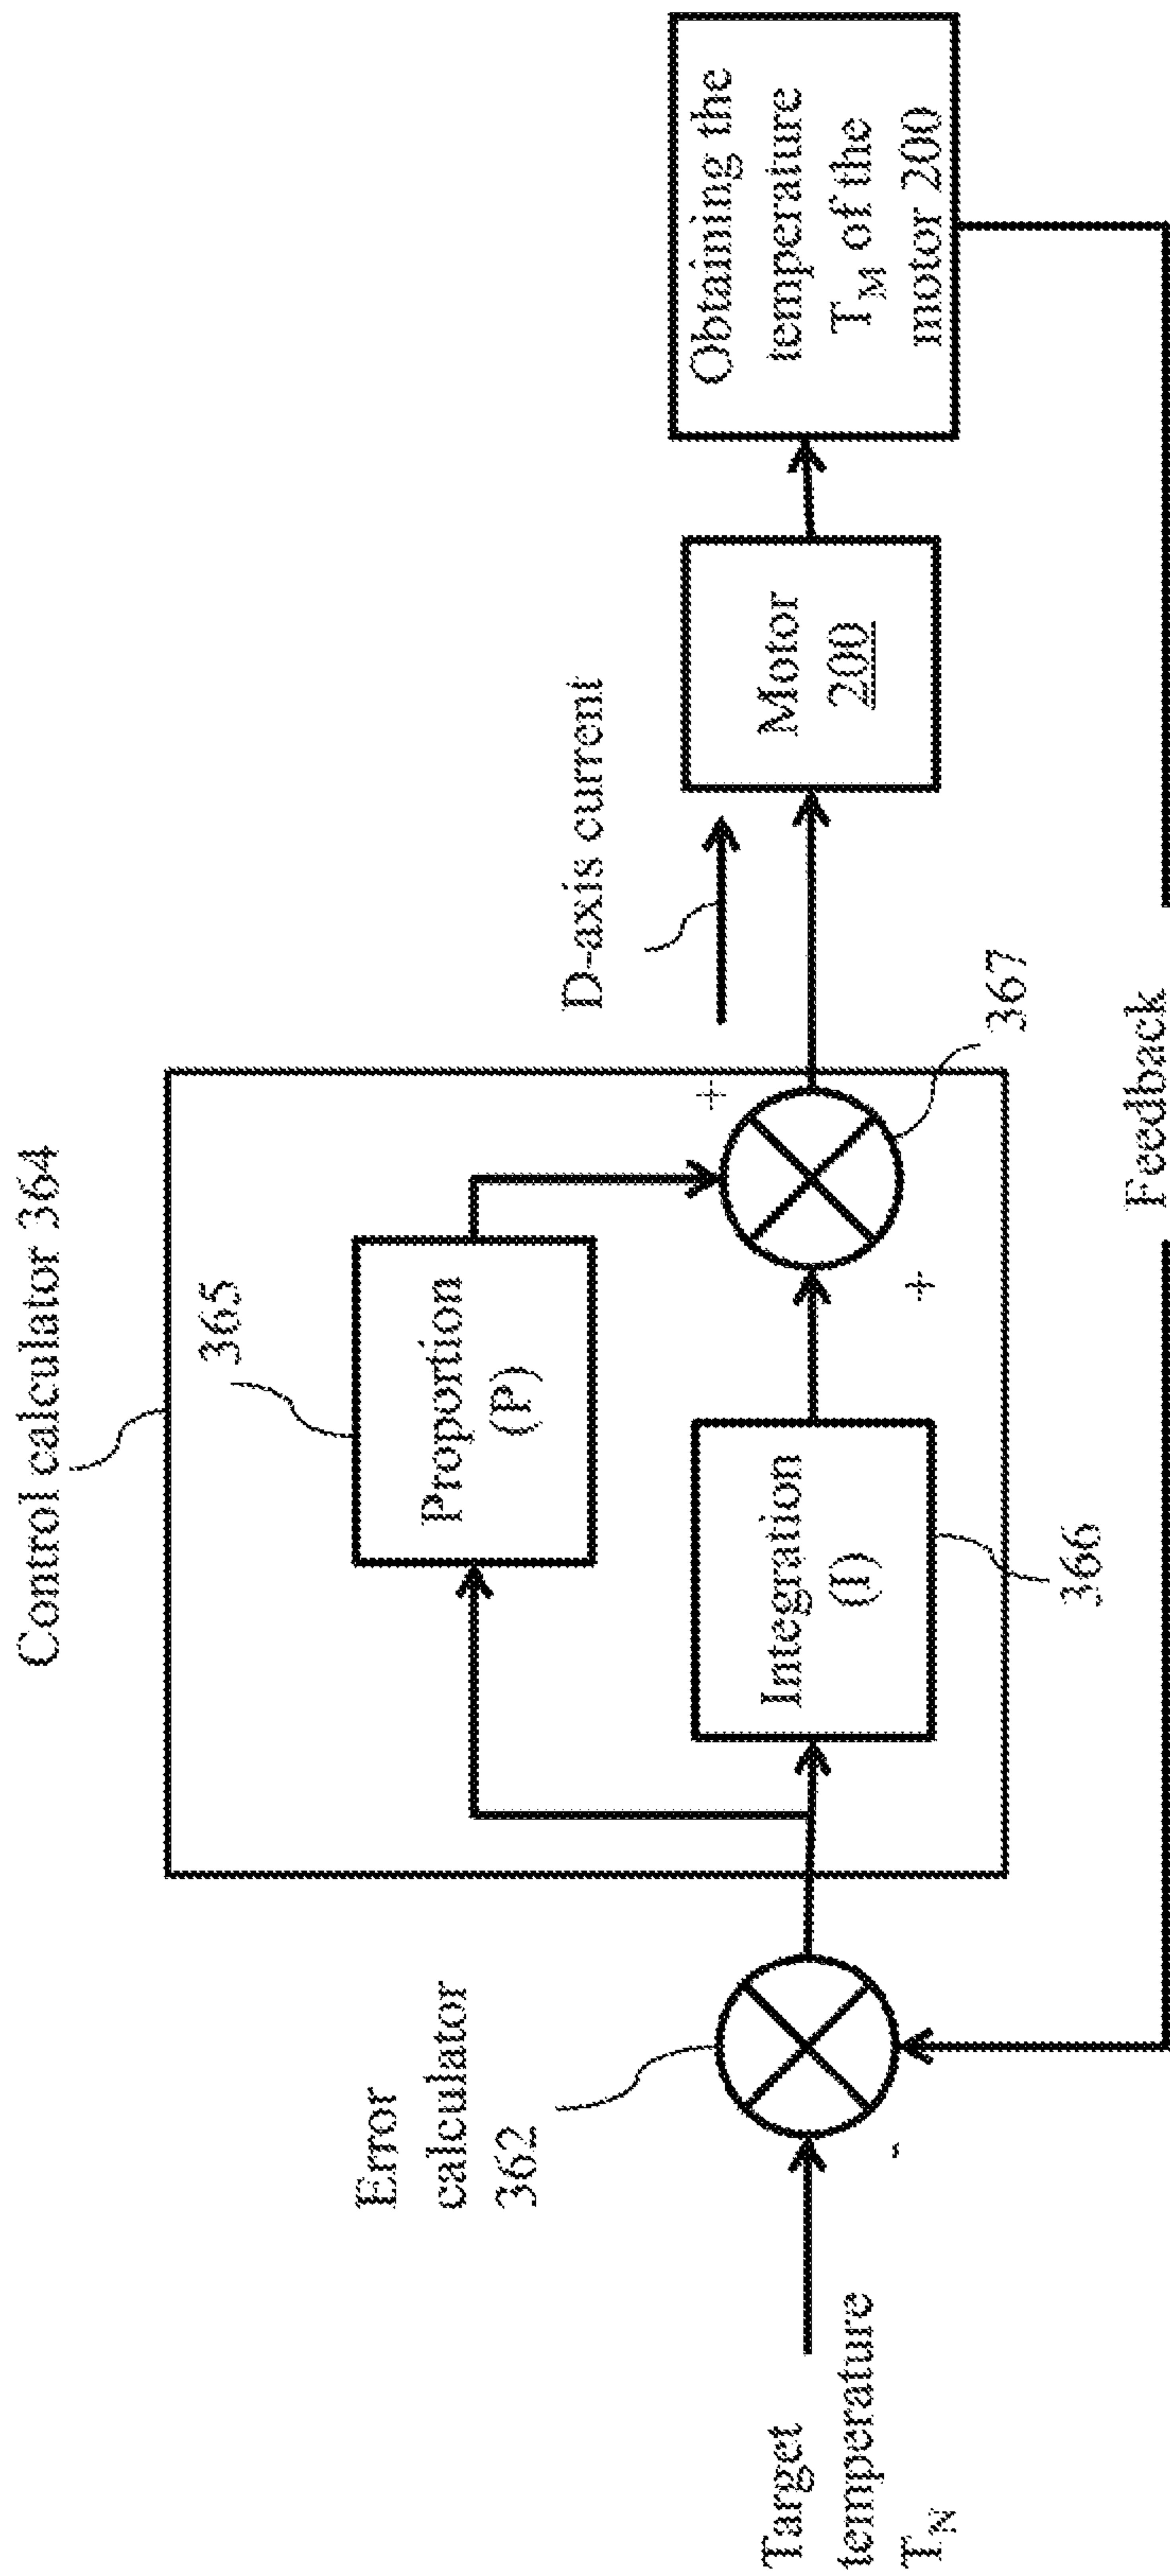 Control calculator 364
365
Proportion
(P)
Integration
(I)
366
+
+
367
Error
calculator
362
-
Target
temperature
T_N
D-axis current
Motor
200
Obtaining the
temperature
T_M of the
motor 200
Feedback